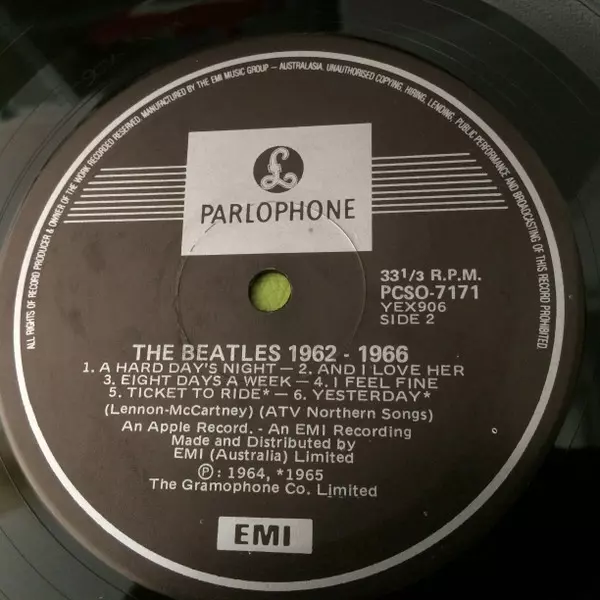 ALL RIGHTS OF RECORD PRODUCER & OWNER OF THE WORK RECORDED RESERVED. MANUFACTURED BY THE EMI MUSIC GROUP – AUSTRALASIA. UNAUTHORISED COPYING, HIRING, LENDING, PUBLIC PERFORMANCE AND BROADCASTING OF THIS RECORD PROHIBITED.
£
PARLOPHONE
33 1/3 R.P.M.
PCSO-7171
YEX906
SIDE 2
THE BEATLES 1962 - 1966
1. A HARD DAY'S NIGHT — 2. AND I LOVE HER
3. EIGHT DAYS A WEEK — 4. I FEEL FINE
5. TICKET TO RIDE* — 6. YESTERDAY*
(Lennon-McCartney) (ATV Northern Songs)
An Apple Record. - An EMI Recording
Made and Distributed by
EMI (Australia) Limited
Ⓟ: 1964, *1965
The Gramophone Co. Limited
EMI